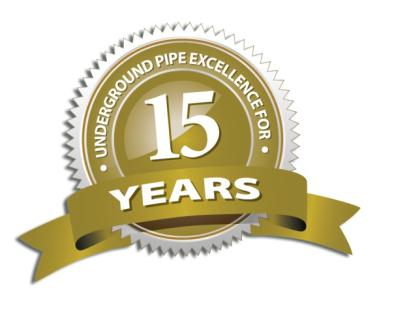 • UNDERGROUND PIPE EXCELLENCE FOR •
15
YEARS